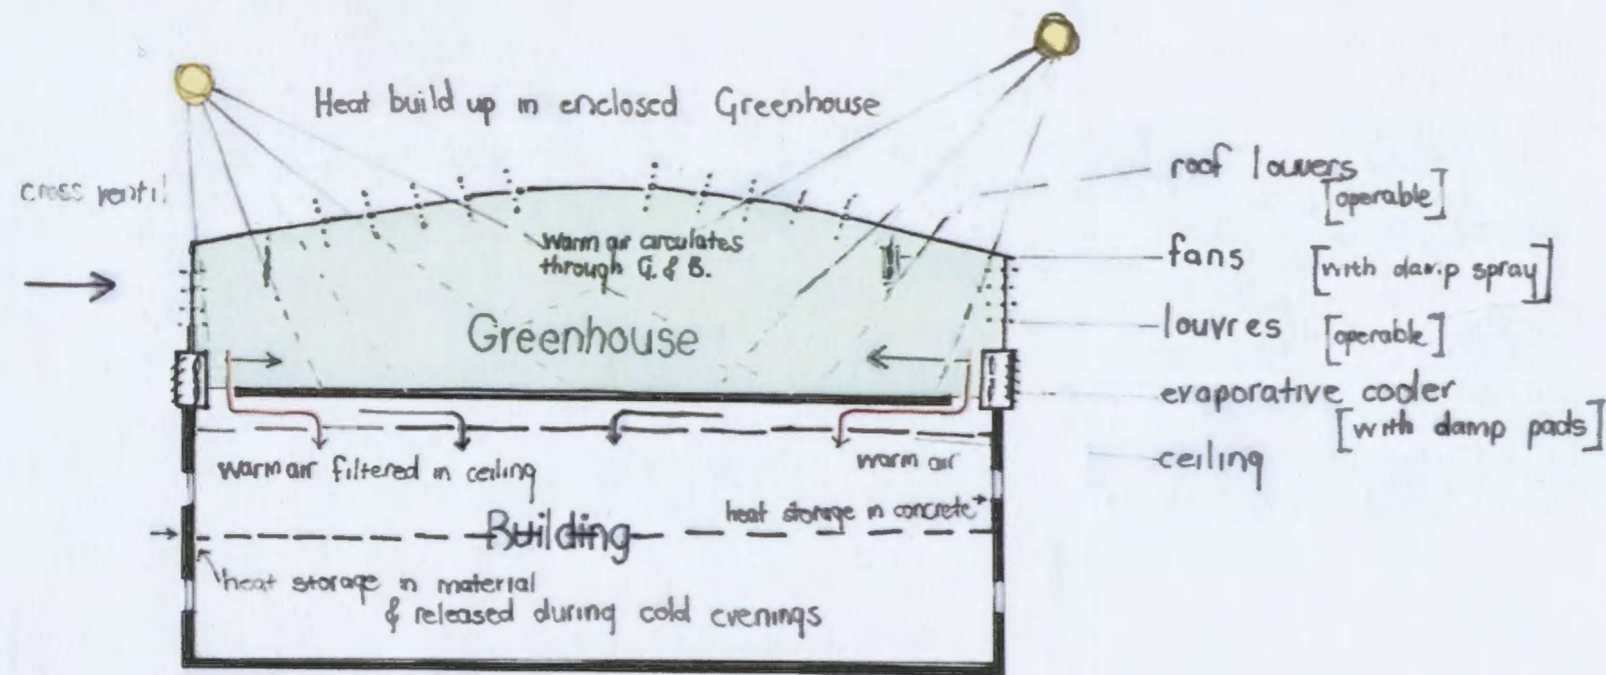 Heat build up in enclosed Greenhouse
cross ventil
roof louvers
[operable]
Warm air circulates
through G. & B.
fans
[with damp spray]
Greenhouse
louvres
[operable]
evaporative cooler
[with damp pads]
warm air filtered in ceiling
warm air
ceiling
heat storage in concrete
Building
heat storage in material
& released during cold evenings